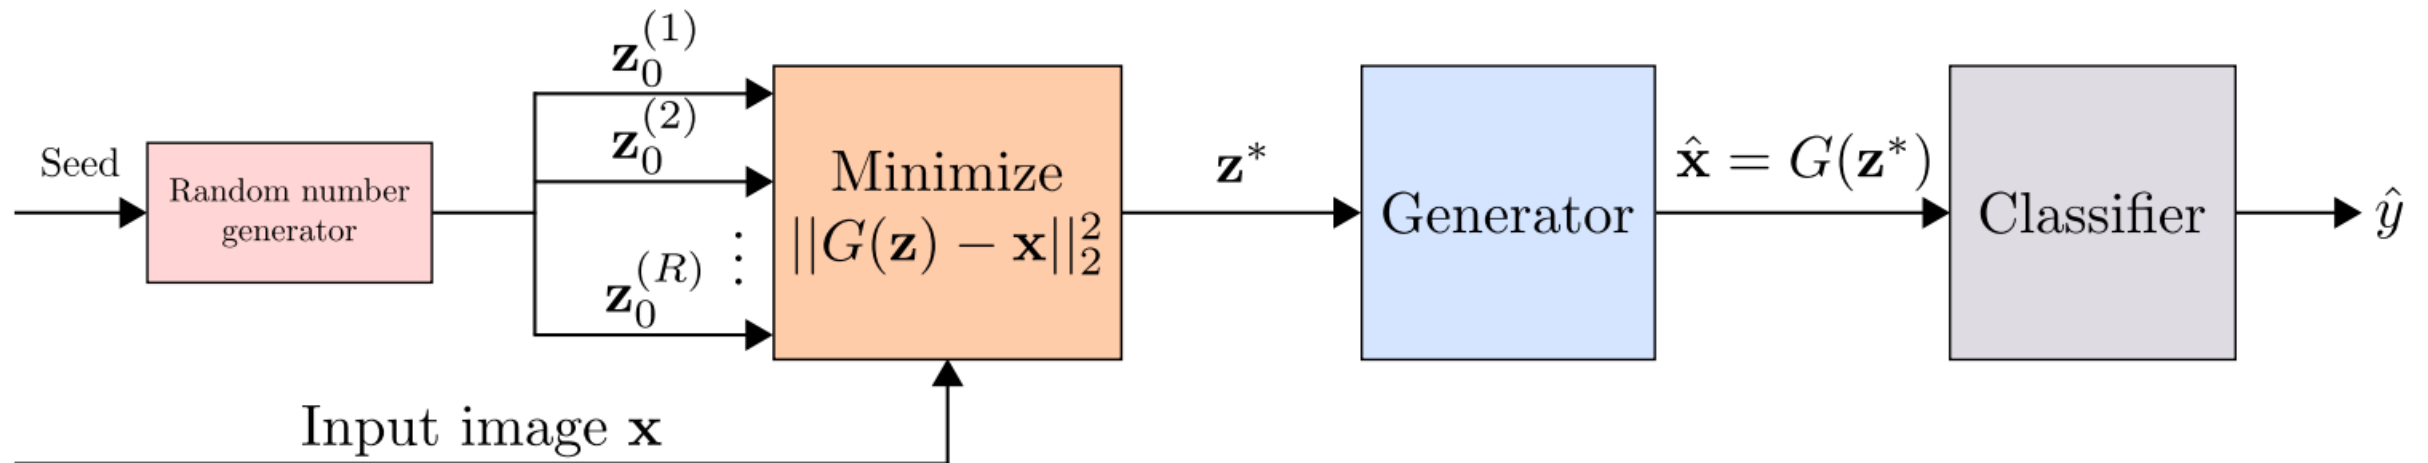 Seed
Random number
generator
z_0^{(1)}
z_0^{(2)}
⋮
z_0^{(R)}
Minimize
||G(z) − x||_2^2
z^*
Generator
x̂ = G(z^*)
Classifier
ŷ
Input image x